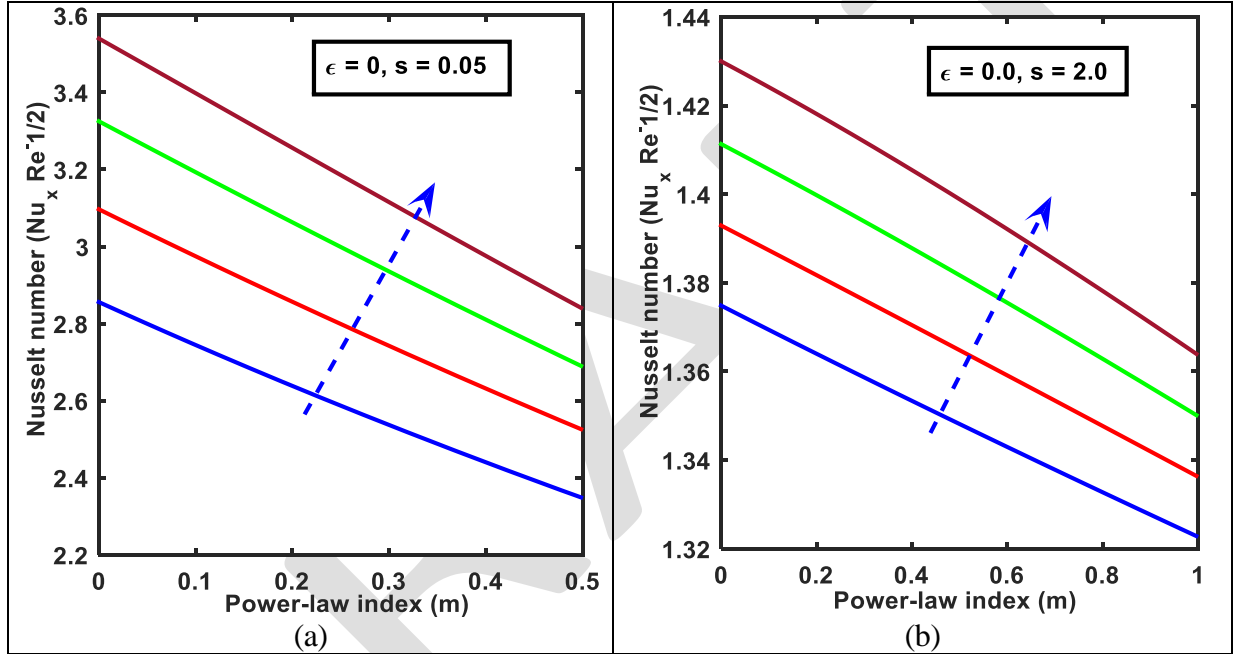 3.6
3.4
3.2
3
2.8
2.6
2.4
2.2
Nusselt number (Nu_x Re^-1/2)
ϵ = 0, s = 0.05
0 0.1 0.2 0.3 0.4 0.5
Power-law index (m)
(a)
1.44
1.42
1.4
1.38
1.36
1.34
1.32
Nusselt number (Nu_x Re^-1/2)
ϵ = 0.0, s = 2.0
0 0.2 0.4 0.6 0.8 1
Power-law index (m)
(b)